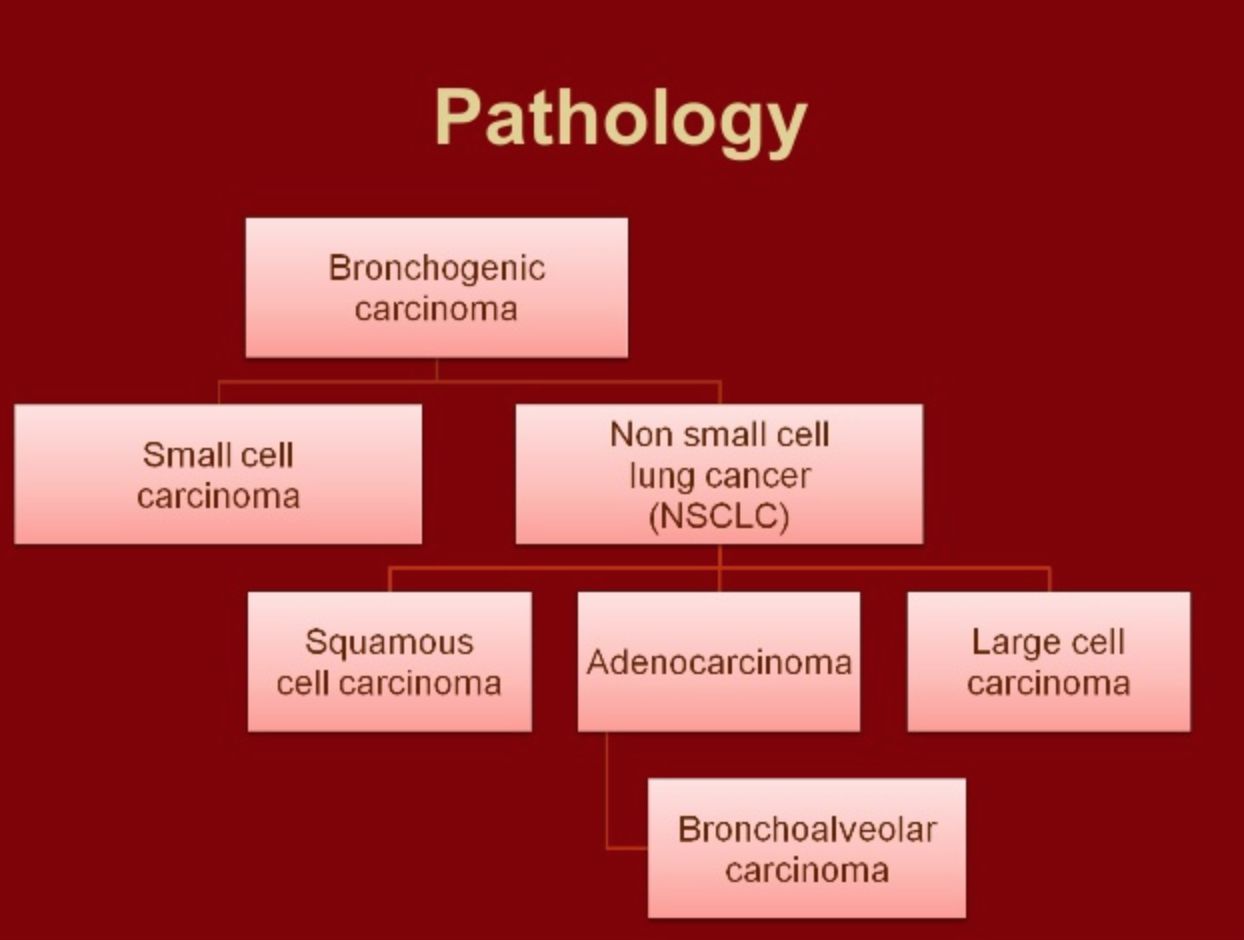 Pathology
Bronchogenic
carcinoma
Small cell
carcinoma
Non small cell
lung cancer
(NSCLC)
Squamous
cell carcinoma
Adenocarcinoma
Large cell
carcinoma
Bronchoalveolar
carcinoma